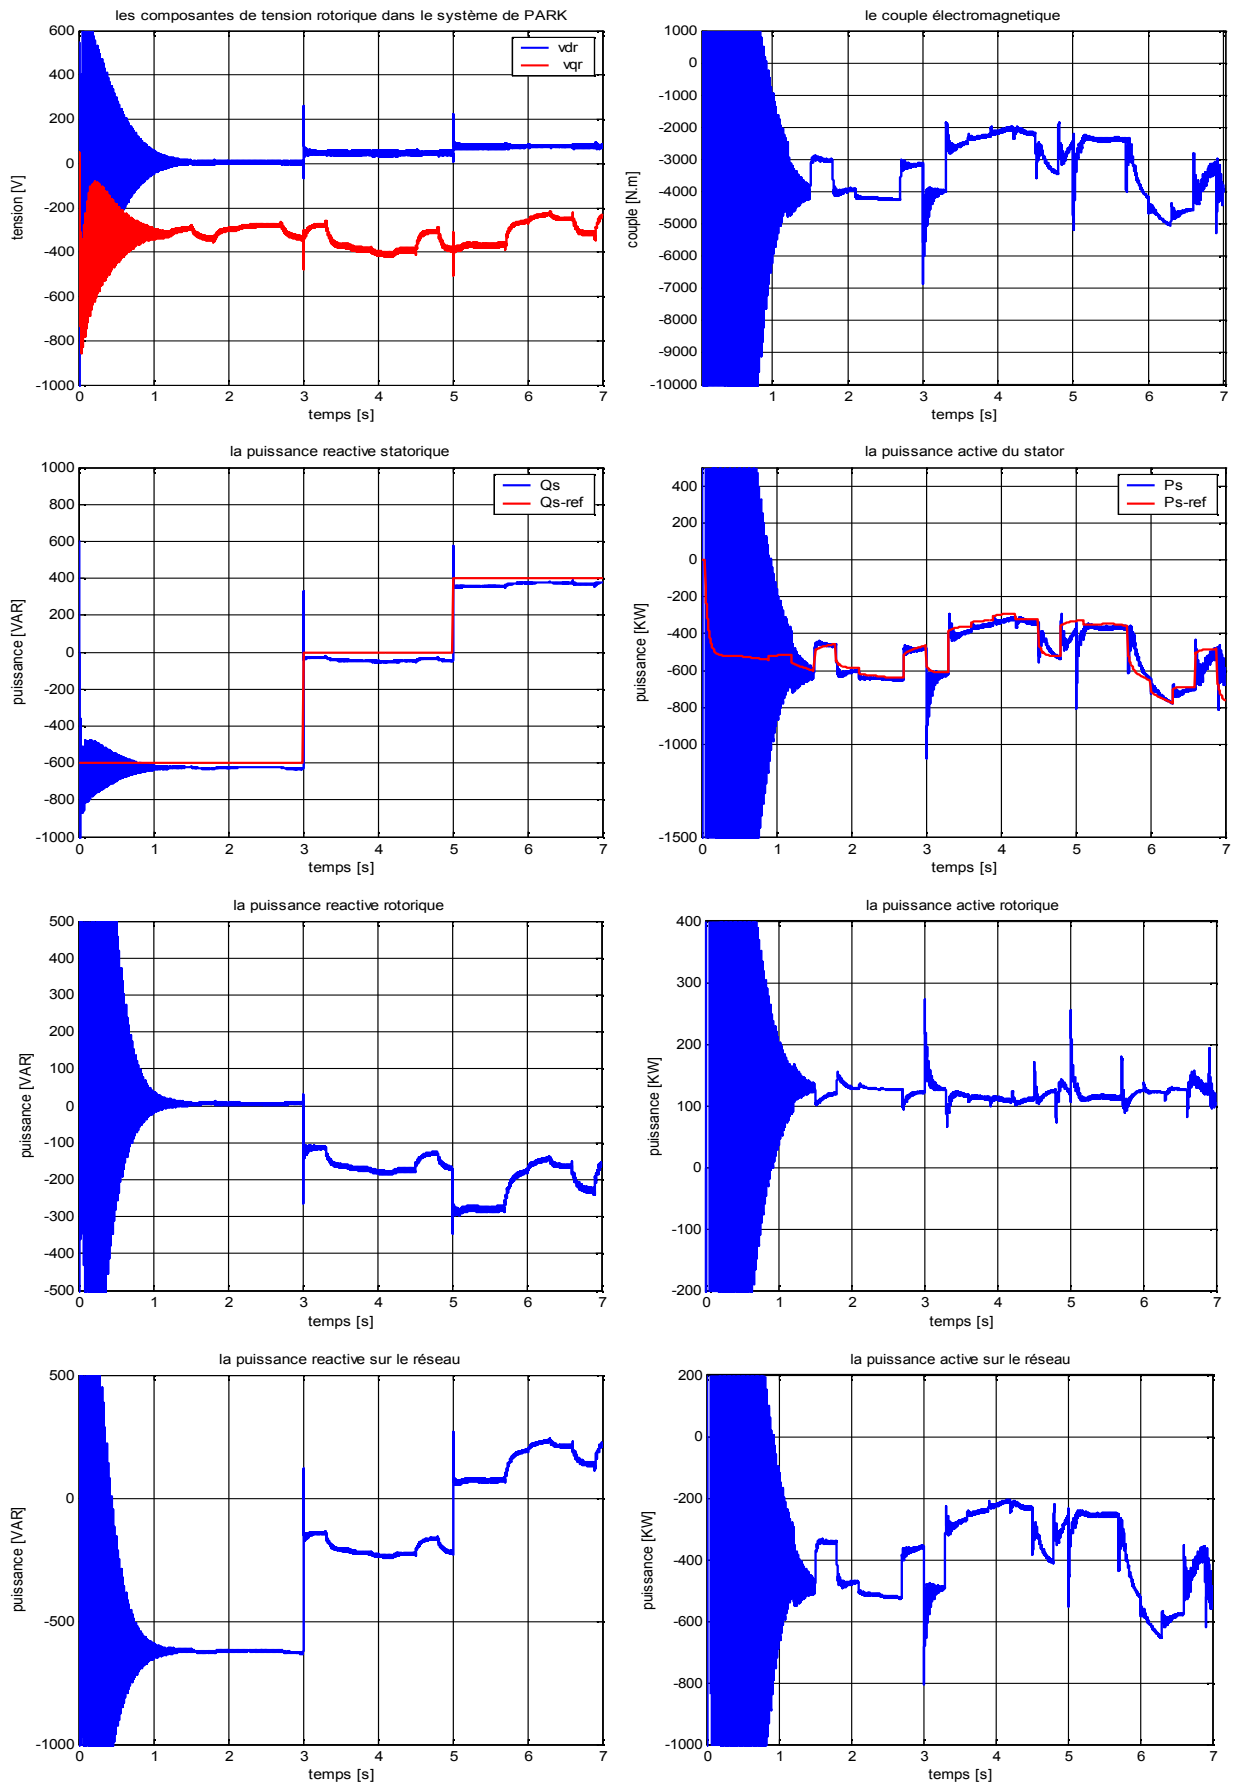 les composantes de tension rotorique dans le système de PARK
600
400
200
0
-200
-400
-600
-800
-1000
tension [V]
vdr
vqr
0 1 2 3 4 5 6 7
temps [s]
le couple électromagnetique
1000
0
-1000
-2000
-3000
-4000
-5000
-6000
-7000
-8000
-9000
-10000
couple [N.m]
1 2 3 4 5 6 7
temps [s]
la puissance reactive statorique
1000
800
600
400
200
0
-200
-400
-600
-800
-1000
puissance [VAR]
Qs
Qs-ref
0 1 2 3 4 5 6 7
temps [s]
la puissance active du stator
400
200
0
-200
-400
-600
-800
-1000
-1500
puissance [KW]
Ps
Ps-ref
0 1 2 3 4 5 6 7
temps [s]
la puissance reactive rotorique
500
400
300
200
100
0
-100
-200
-300
-400
-500
puissance [VAR]
0 1 2 3 4 5 6 7
temps [s]
la puissance active rotorique
400
300
200
100
0
-100
-200
puissance [KW]
0 1 2 3 4 5 6 7
temps [s]
la puissance reactive sur le réseau
500
0
-500
-1000
puissance [VAR]
0 1 2 3 4 5 6 7
temps [s]
la puissance active sur le réseau
200
0
-200
-400
-600
-800
-1000
puissance [KW]
0 1 2 3 4 5 6 7
temps [s]